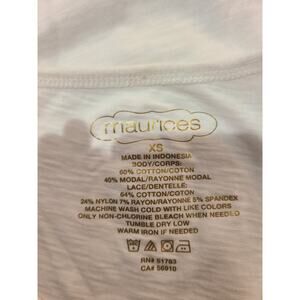 maurices
XS
MADE IN INDONESIA
BODY/CORPS:
60% COTTON/COTON
40% MODAL/RAYONNE MODAL
LACE/DENTELLE:
64% COTTON/COTON
24% NYLON 7% RAYON/RAYONNE 5% SPANDEX
MACHINE WASH COLD WITH LIKE COLORS
ONLY NON-CHLORINE BLEACH WHEN NEEDED
TUMBLE DRY LOW
WARM IRON IF NEEDED
RN# 51783
CA# 56910